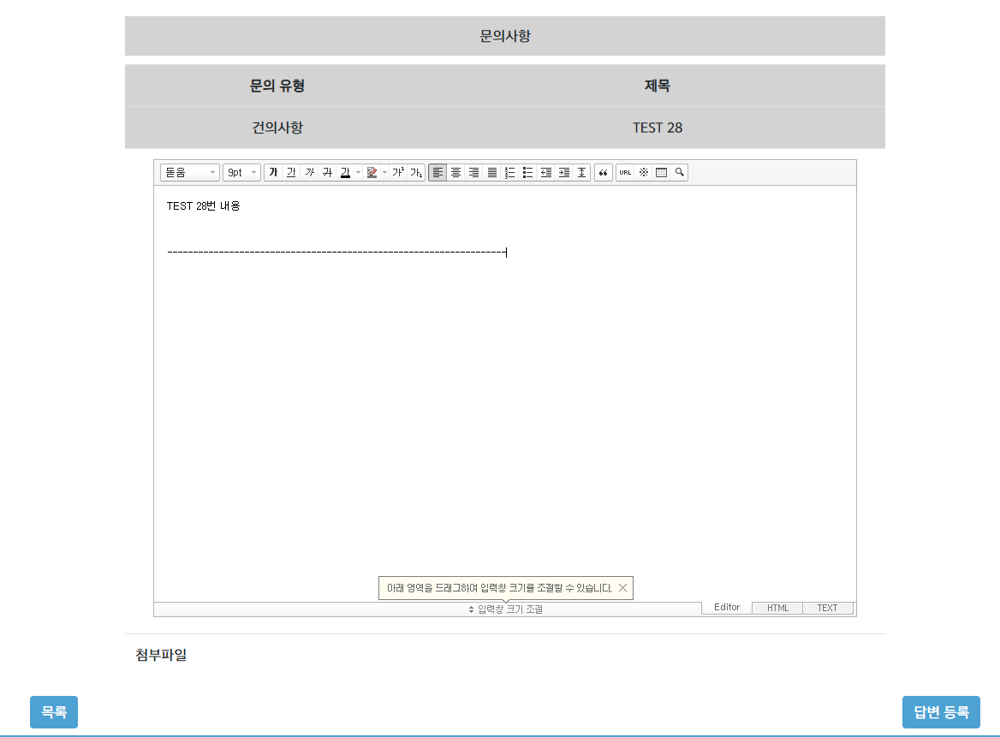 문의사항
문의 유형 제목
건의사항 TEST 28
돋움 9pt 가 가 가 가 가 가¹ 가₁ URL
TEST 28번 내용
------------------------------------------------------------------
아래 영역을 드래그하여 입력창 크기를 조절할 수 있습니다.
입력창 크기 조절 Editor HTML TEXT
첨부파일
목록 답변 등록